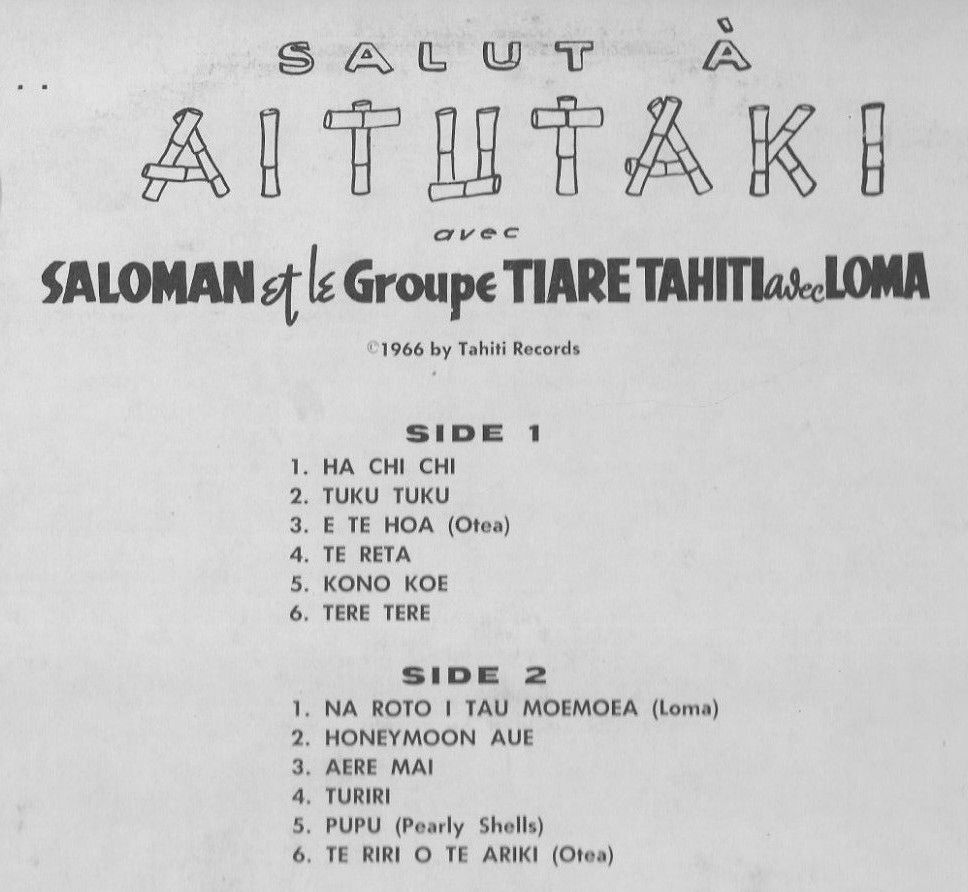 SALUT À
AITUTAKI
avec
SALOMAN et le Groupe TIARE TAHITI avec LOMA
©1966 by Tahiti Records
SIDE 1
1. HA CHI CHI
2. TUKU TUKU
3. E TE HOA (Otea)
4. TE RETA
5. KONO KOE
6. TERE TERE
SIDE 2
1. NA ROTO I TAU MOEMOEA (Loma)
2. HONEYMOON AUE
3. AERE MAI
4. TURIRI
5. PUPU (Pearly Shells)
6. TE RIRI O TE ARIKI (Otea)